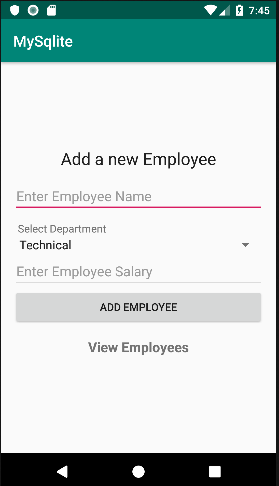 7:45
MySqlite
Add a new Employee
Enter Employee Name
Select Department
Technical
Enter Employee Salary
ADD EMPLOYEE
View Employees